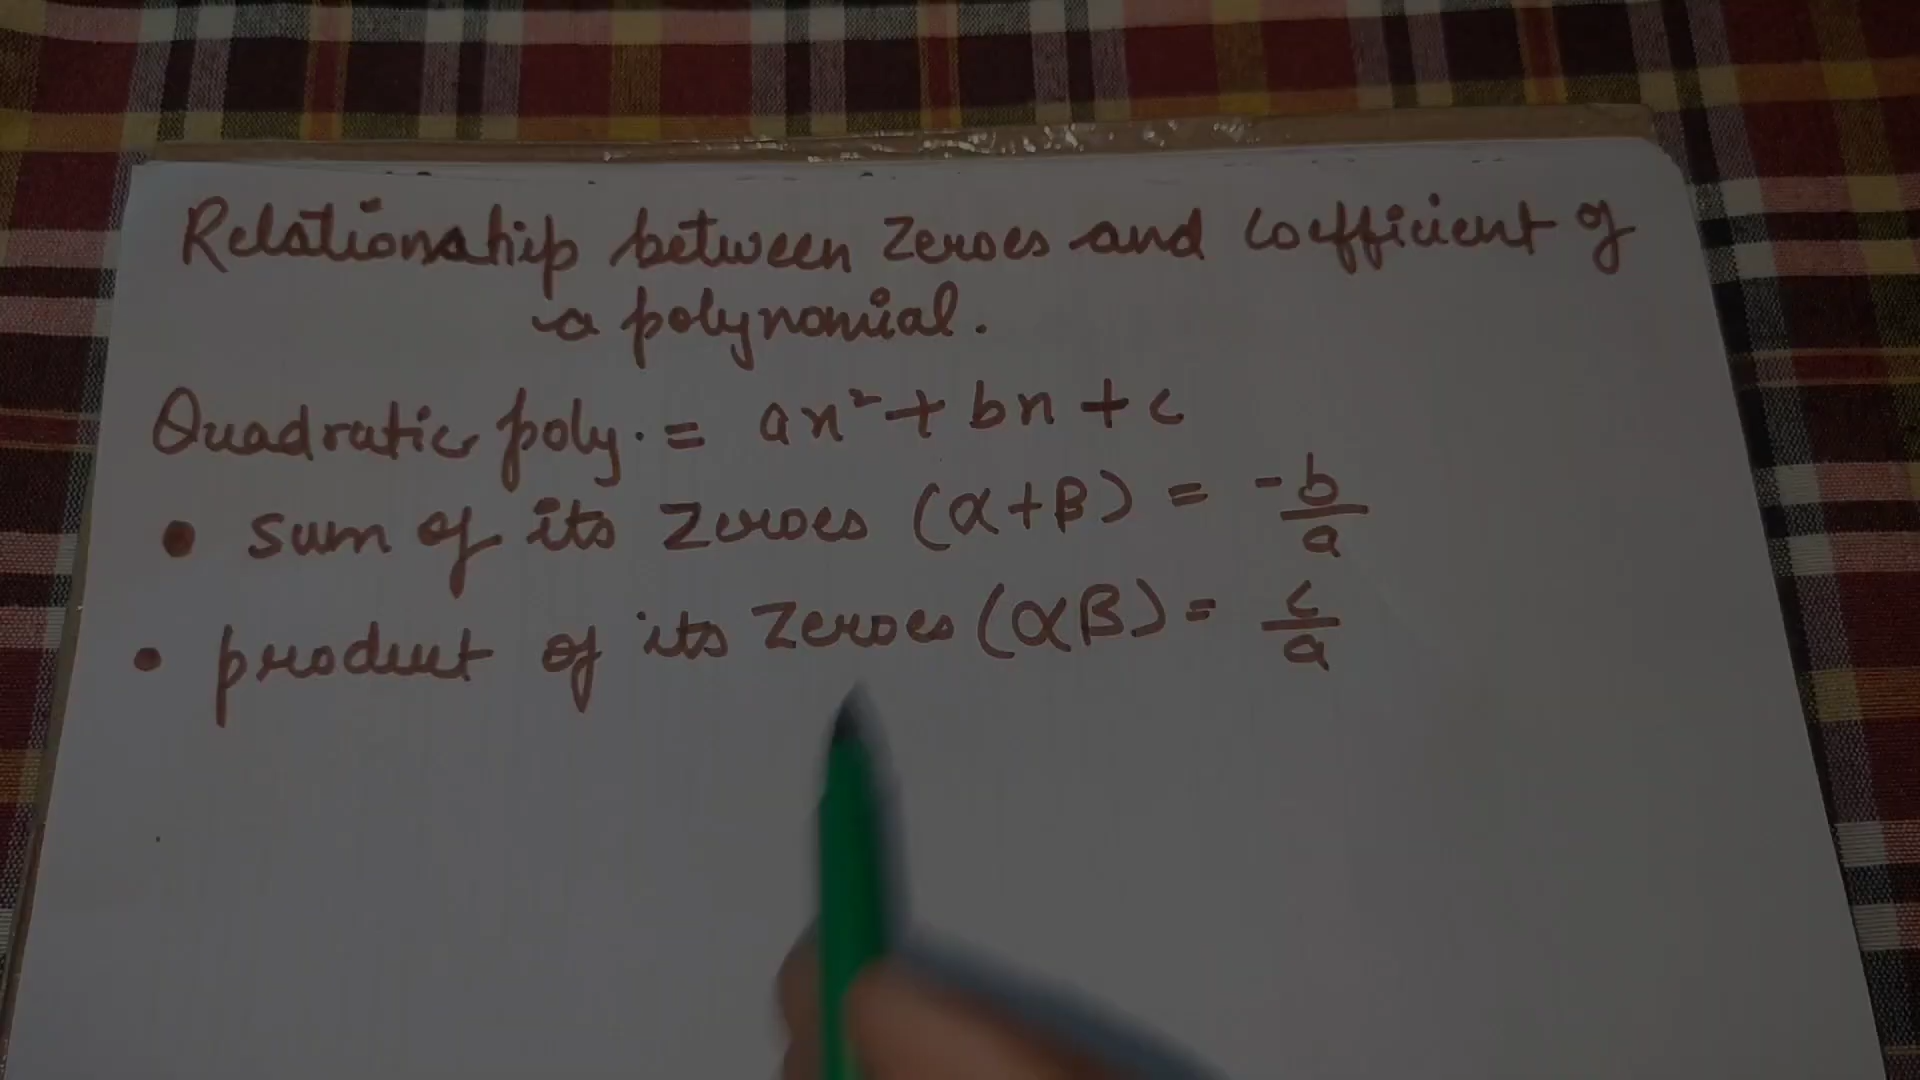 Relationship between zeroes and coefficient of
a polynomial.
Quadratic poly. = ax² + bx + c
• sum of its zeroes (α+β) = -b/a
• product of its zeroes (αβ) = c/a